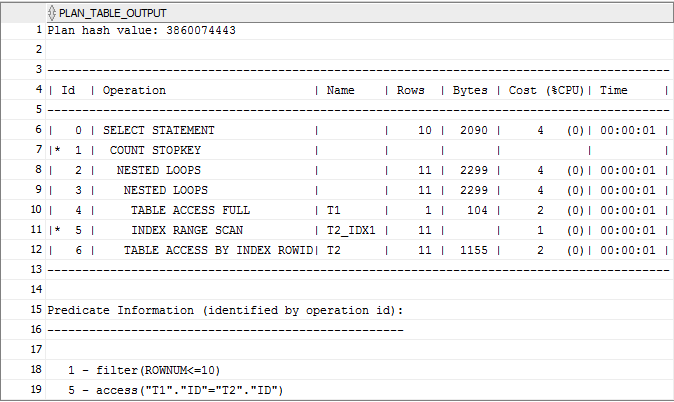 PLAN_TABLE_OUTPUT
1 Plan hash value: 3860074443
2
3 ------------------------------------------------------------------------------------------
4 | Id  | Operation                     | Name    | Rows  | Bytes | Cost (%CPU)| Time     |
5 ------------------------------------------------------------------------------------------
6 |   0 | SELECT STATEMENT              |         |    10 |  2090 |     4   (0)| 00:00:01 |
7 |*  1 |  COUNT STOPKEY                |         |       |       |            |          |
8 |   2 |   NESTED LOOPS                |         |    11 |  2299 |     4   (0)| 00:00:01 |
9 |   3 |    NESTED LOOPS               |         |    11 |  2299 |     4   (0)| 00:00:01 |
10 |   4 |     TABLE ACCESS FULL         | T1      |     1 |   104 |     2   (0)| 00:00:01 |
11 |*  5 |     INDEX RANGE SCAN          | T2_IDX1 |    11 |       |     1   (0)| 00:00:01 |
12 |   6 |    TABLE ACCESS BY INDEX ROWID| T2      |    11 |  1155 |     2   (0)| 00:00:01 |
13 ------------------------------------------------------------------------------------------
14
15 Predicate Information (identified by operation id):
16 ---------------------------------------------------
17
18    1 - filter(ROWNUM<=10)
19    5 - access("T1"."ID"="T2"."ID")